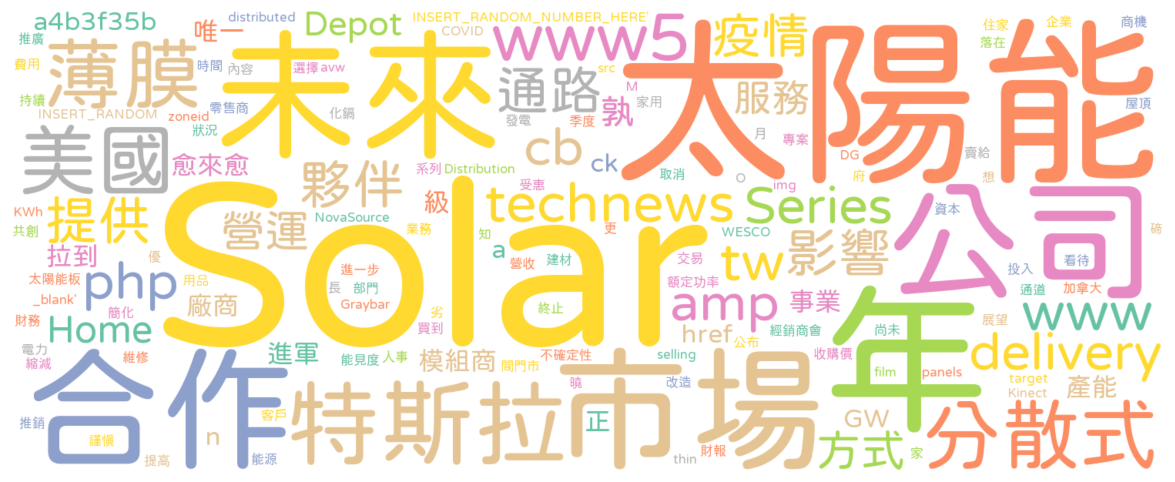 a4b3f35b
distributed
唯一
Depot
INSERT_RANDOM_NUMBER_HERE'
COVID
www5
疫情
住家
企業
商機
推廣
薄膜
未來
太陽能
落在
費用
時間
內容
選擇
avw
通路
src
M
孰
家用
服務
屋頂
持續
INSERT_RANDOM
zoneid
零售商
化鎘
發電
季度
月
專案
狀況
美國
愈來愈
cb
ck
DG
賣給
夥伴
系列
Distribution
受惠
取消
O
img
府
想
KWh
提供
級
technews
Series
公司
資本
共創
營運
NovaSource
Solar
業務
知
a
更
WESCO
碲
拉到
優
建材
交易
影響
看待
太陽能板
php
用品
進一步
營收
tw
額定功率
投入
_blank'
廠商
長
部門
Graybar
amp
事業
通道
加拿大
財務
簡化
劣
買到
終止
年
www
Home
href
公布
經銷商會
尚未
展望
電力
進軍
能見度
人事
模組商
不確定性
selling
收購價
delivery
縮減
維修
閥門市
曉
改造
film
panels
target
Kinect
產能
合作
特斯拉
市場
推銷
客戶
正
GW
分散式
謹慎
n
方式
家
提高
能源
thin
財報